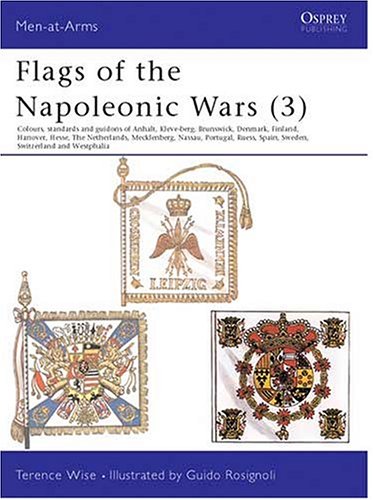 Men-at-Arms
OSPREY
PUBLISHING
Flags of the
Napoleonic Wars (3)
Colours, standards and guidons of Anhalt, Kleve-berg, Brunswick, Denmark, Finland,
Hanover, Hesse, The Netherlands, Mecklenberg, Nassau, Portugal, Ruess, Spain, Sweden,
Switzerland and Westphalia
LEIPZIG
Terence Wise • Illustrated by Guido Rosignoli